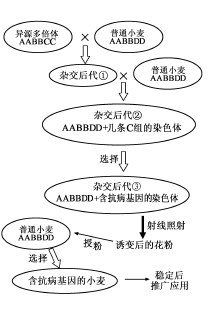 异源多倍体
AABBCC
×
普通小麦
AABBDD
杂交后代①
×
普通小麦
AABBDD
杂交后代②
AABBDD+几条C组的染色体
选择
杂交后代③
AABBDD+含抗病基因的染色体
射线照射
普通小麦
AABBDD
授粉
诱变后的花粉
选择
含抗病基因的小麦
稳定后
推广应用